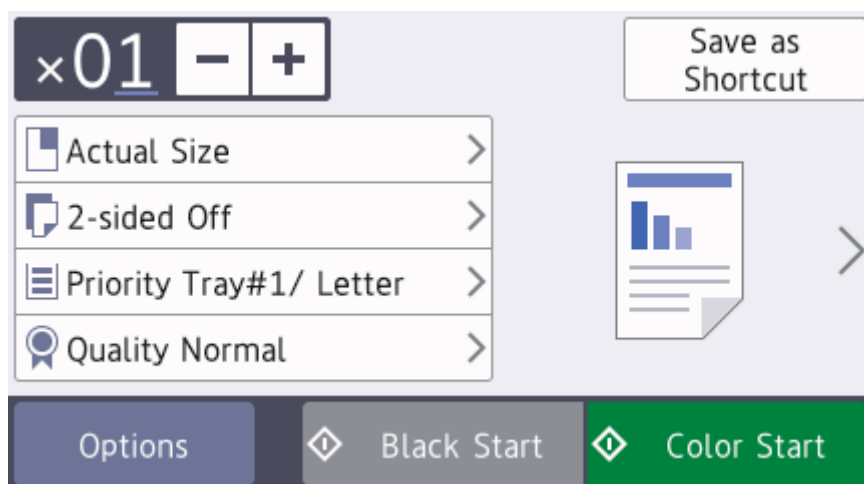 ×01 − +
Save as
Shortcut
Actual Size
2-sided Off
Priority Tray#1/ Letter
Quality Normal
Options
Black Start
Color Start